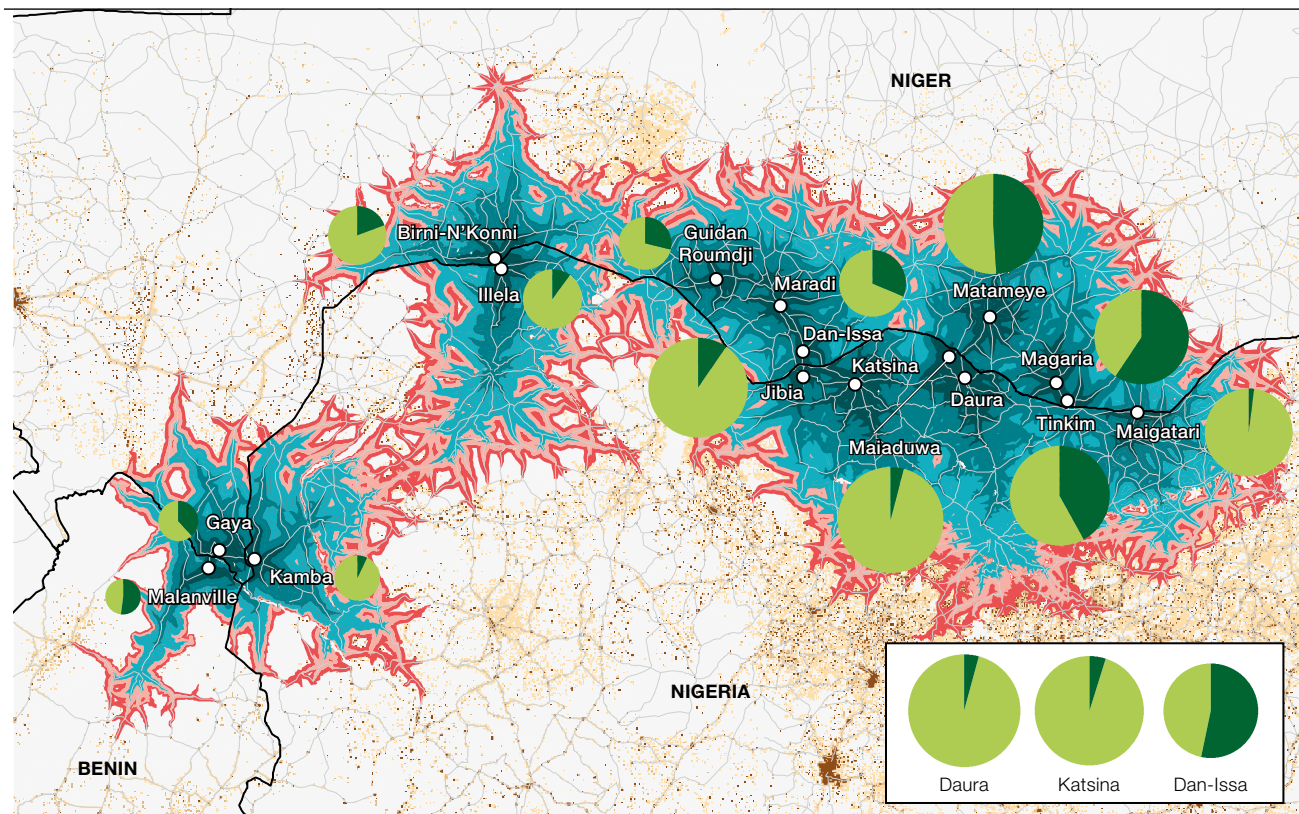 NIGER
Birni-N'Konni
Guidan
Roumdji
Illela
Maradi
Matameye
Dan-Issa
Katsina
Magaria
Jibia
Daura
Tinkim
Maigatari
Maiaduwa
Gaya
Kamba
Malanville
NIGERIA
BENIN
Daura
Katsina
Dan-Issa